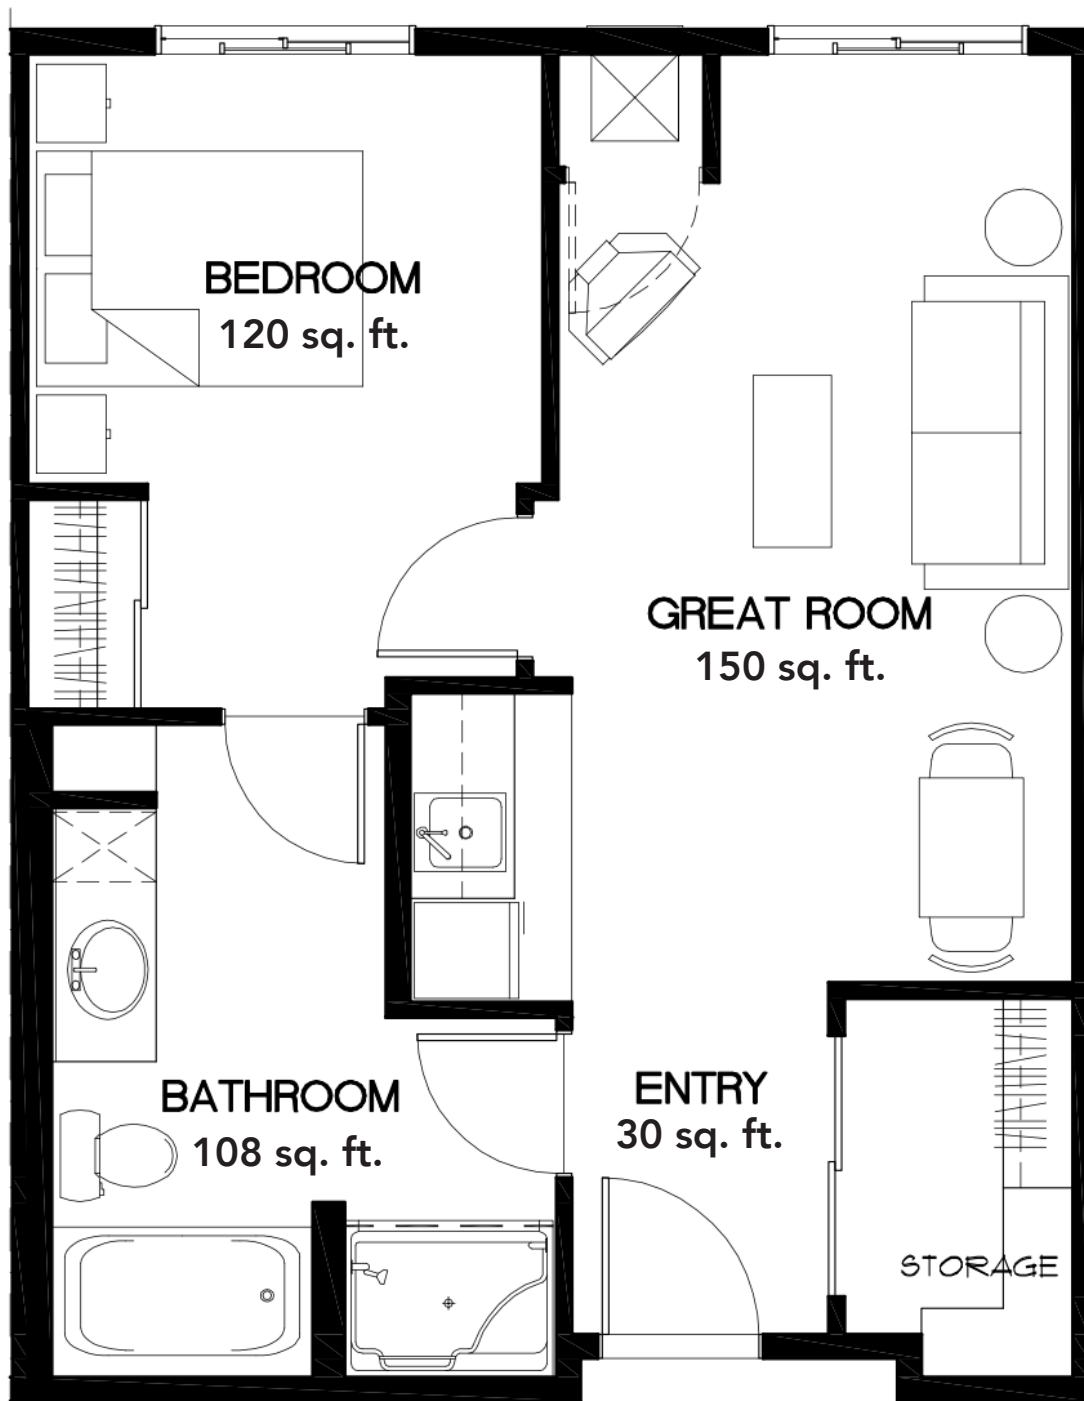 BEDROOM
120 sq. ft.
GREAT ROOM
150 sq. ft.
BATHROOM
108 sq. ft.
ENTRY
30 sq. ft.
STORAGE